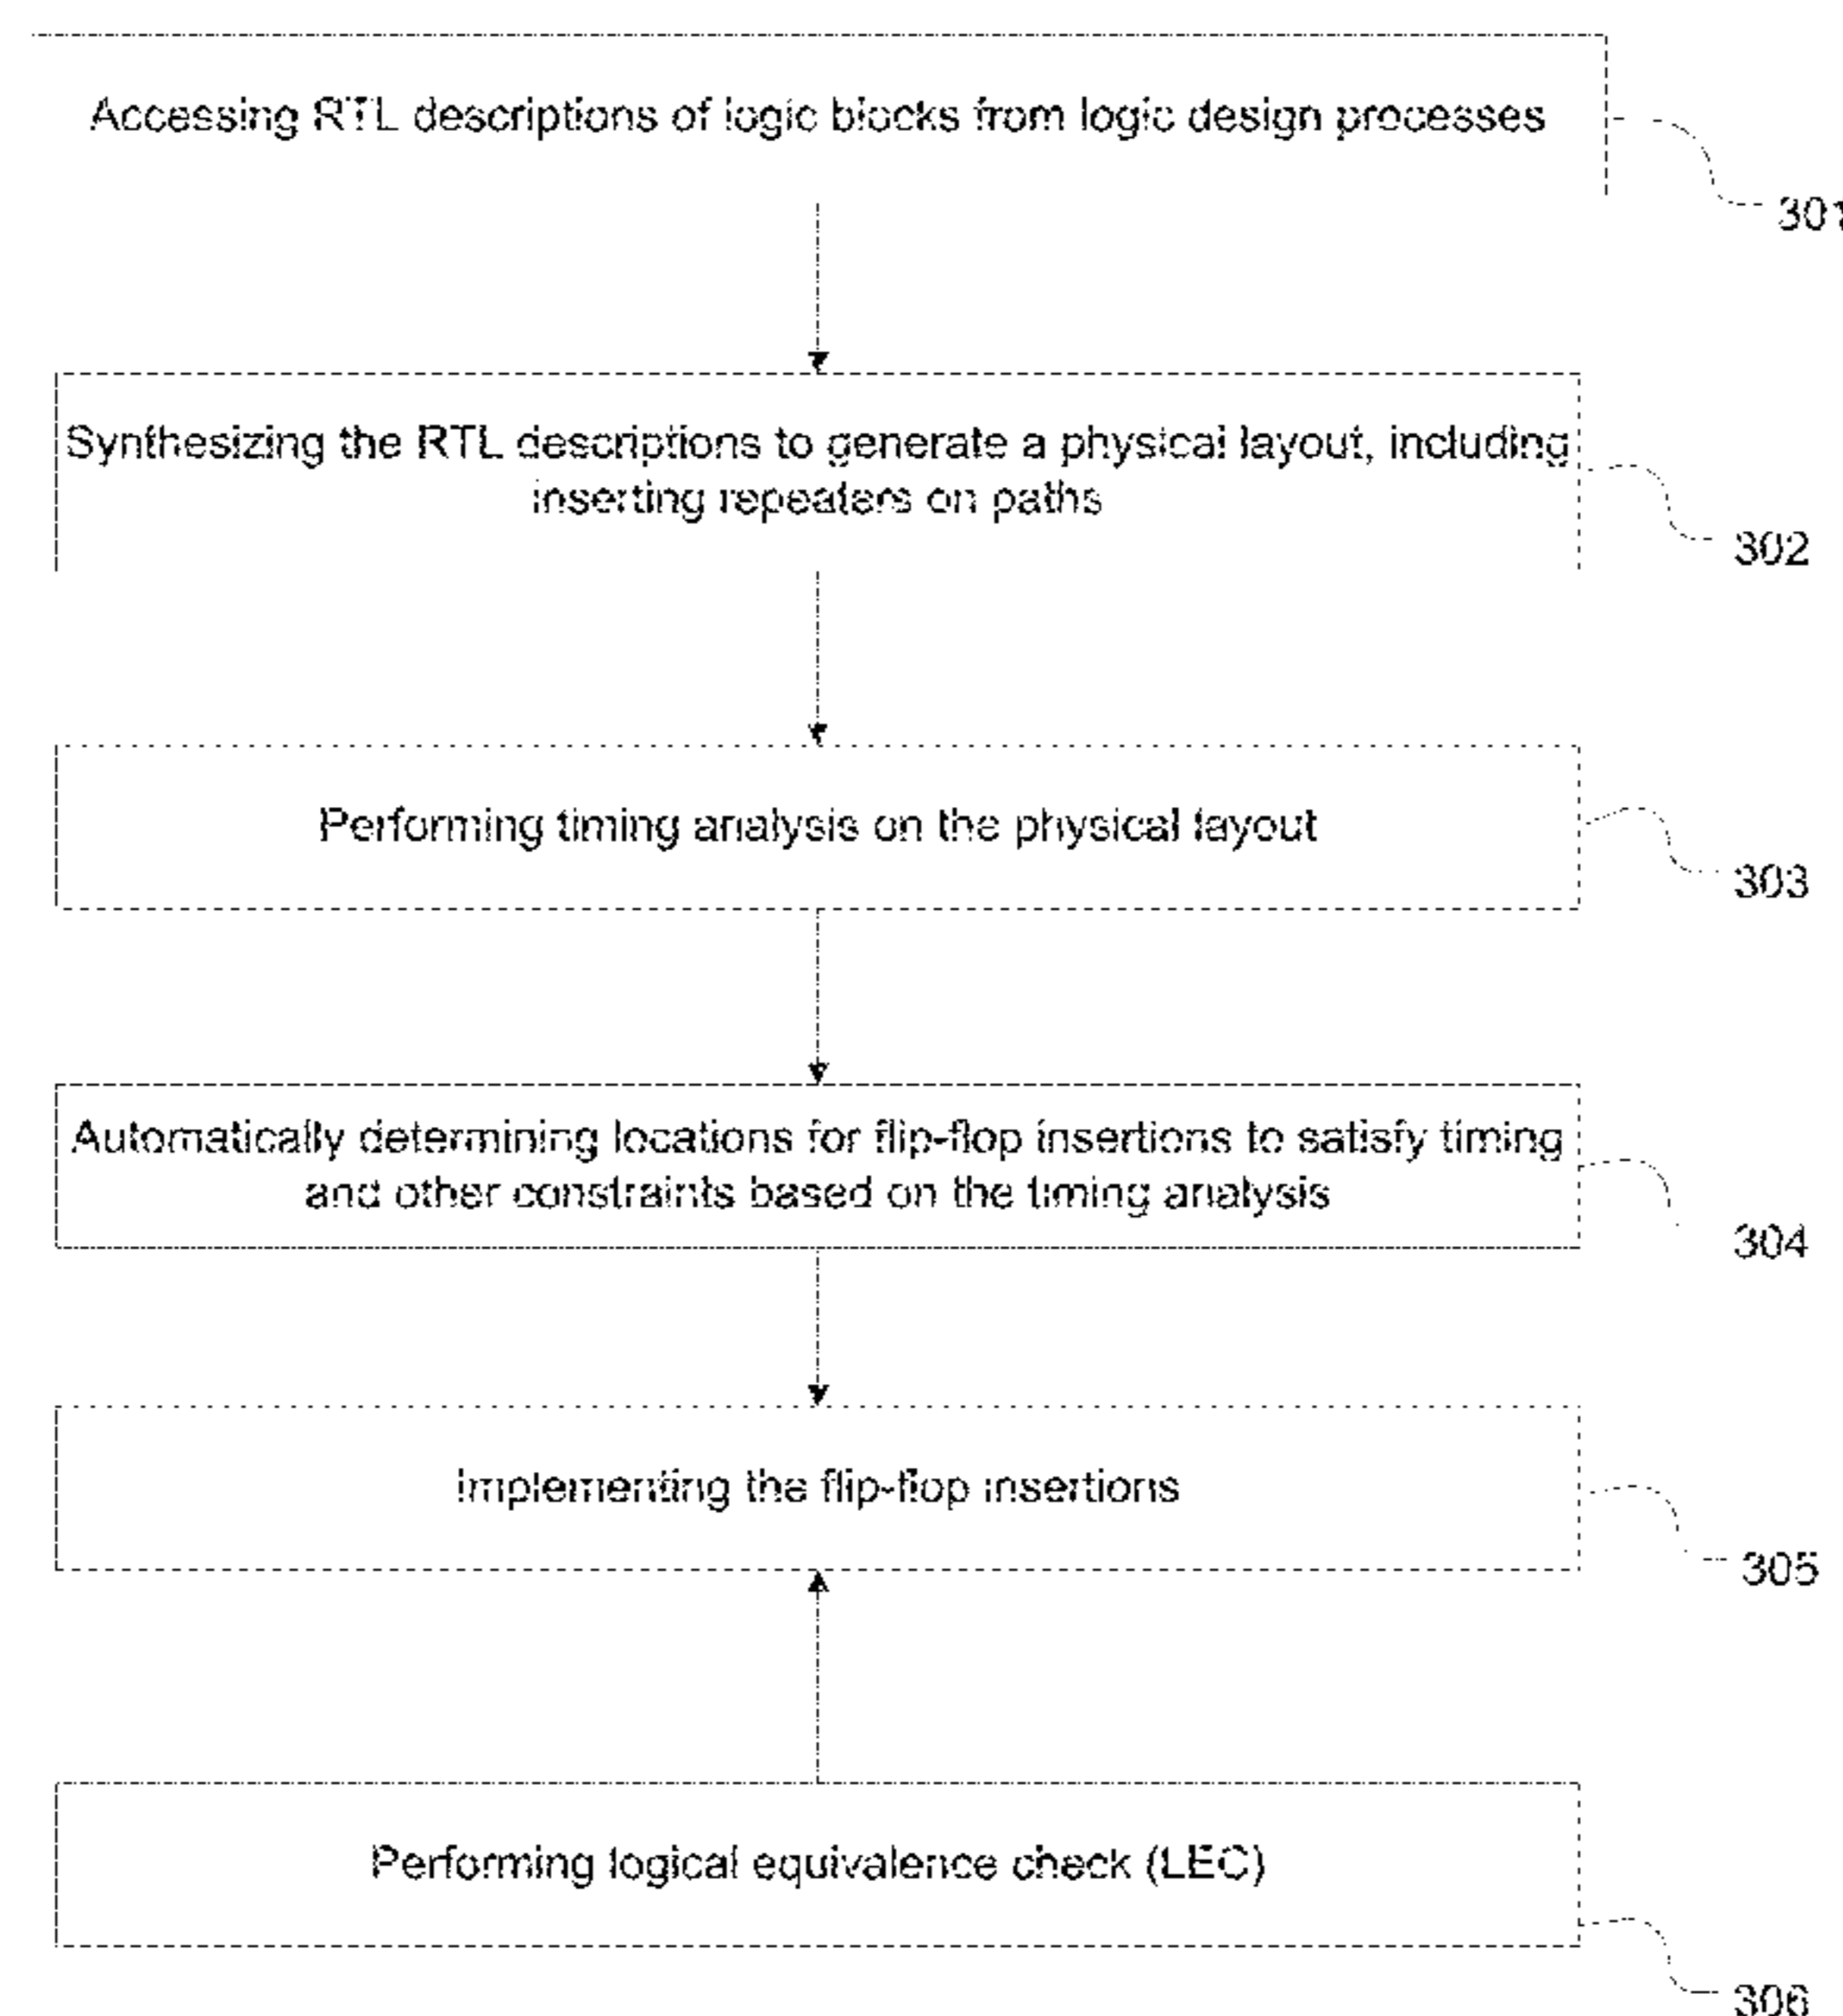 Accessing RTL descriptions of logic blocks from logic design processes
301
Synthesizing the RTL descriptions to generate a physical layout, including
inserting repeaters on paths
302
Performing timing analysis on the physical layout
303
Automatically determining locations for flip-flop insertions to satisfy timing
and other constraints based on the timing analysis
304
Implementing the flip-flop insertions
305
Performing logical equivalence check (LEC)
306